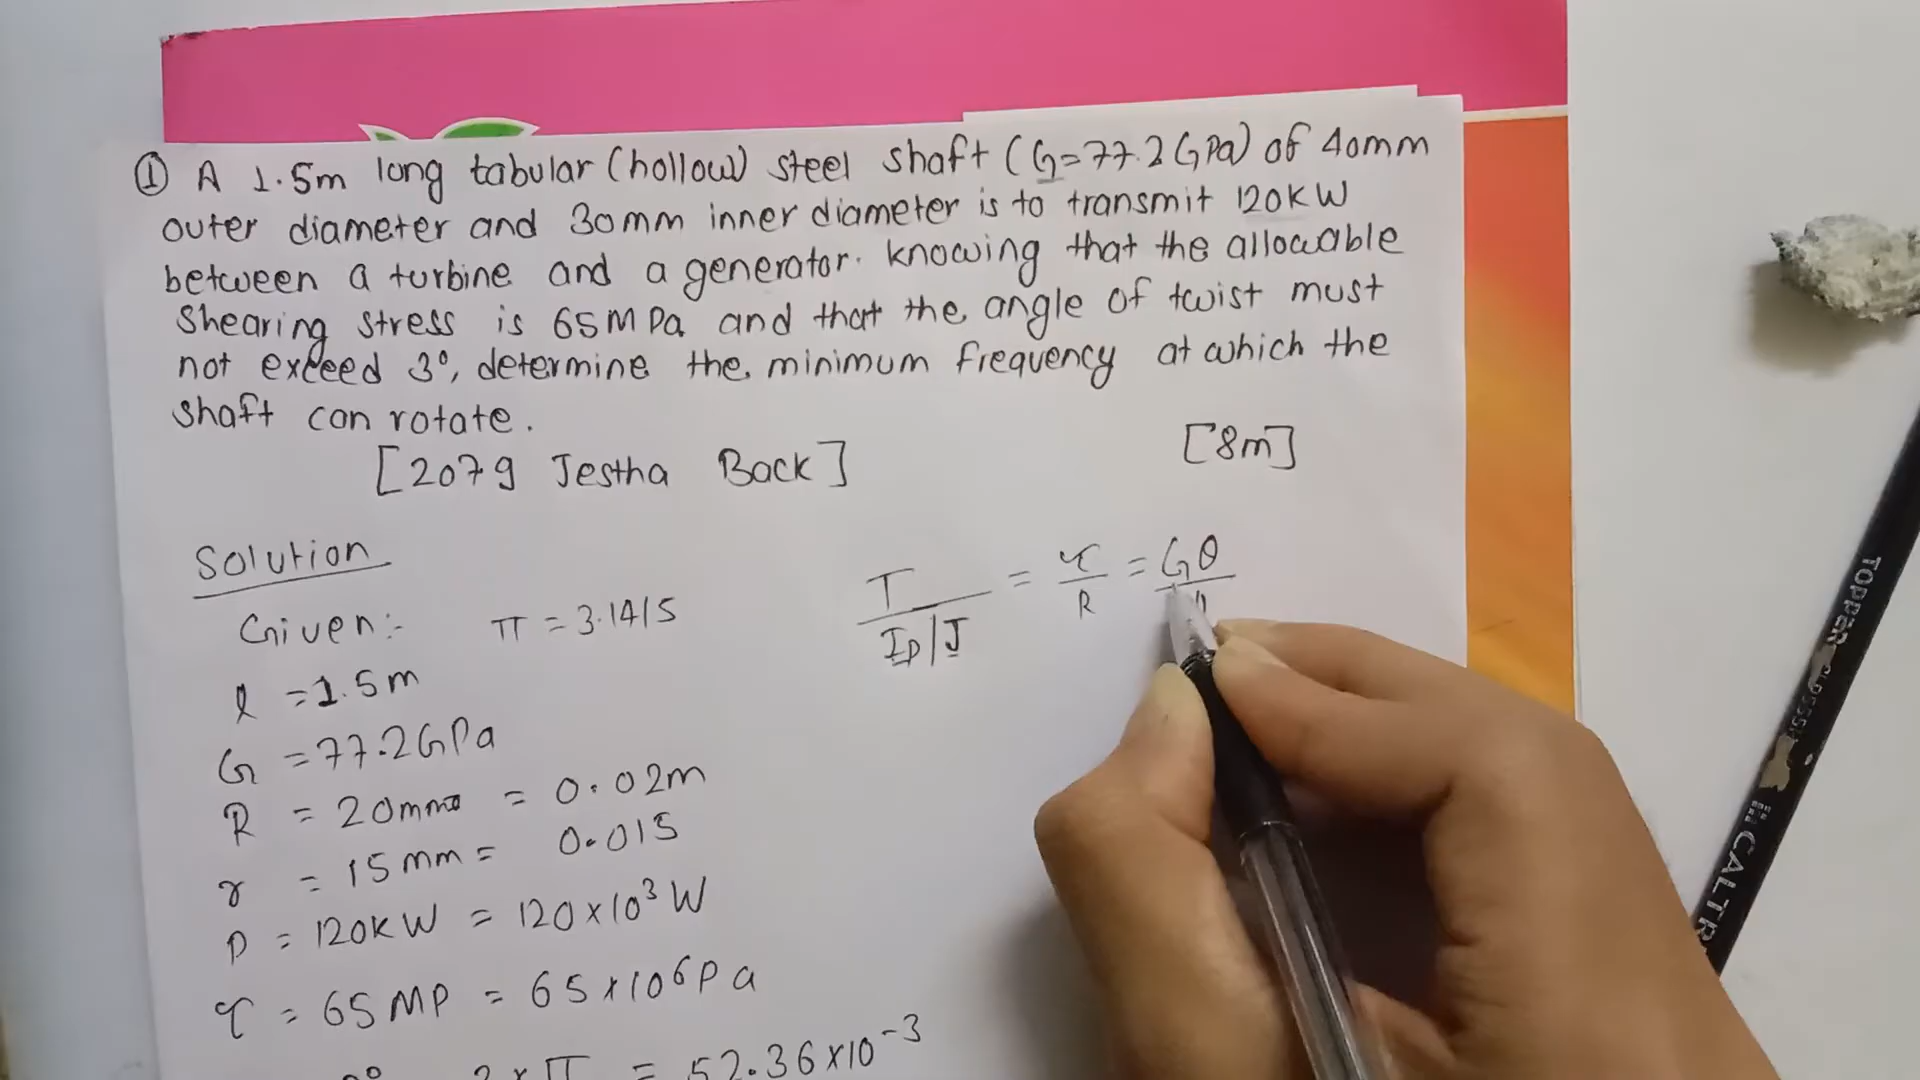 ① A 1.5m long tabular (hollow) steel shaft (G=77.2GPa) of 40mm
outer diameter and 30mm inner diameter is to transmit 120KW
between a turbine and a generator. knowing that the allowable
shearing stress is 65MPa and that the angle of twist must
not exceed 3°, determine the minimum frequency at which the
shaft can rotate.
[2079 Jestha Back] [8m]
Solution
Given:- π = 3.1415
T/(Ip/J) = τ/R = Gθ/
l = 1.5m
G = 77.2GPa
R = 20mm = 0.02m
r = 15mm = 0.015
P = 120KW = 120×10³ W
τ = 65MP = 65×10⁶Pa
= 52.36×10⁻³
TOPPER